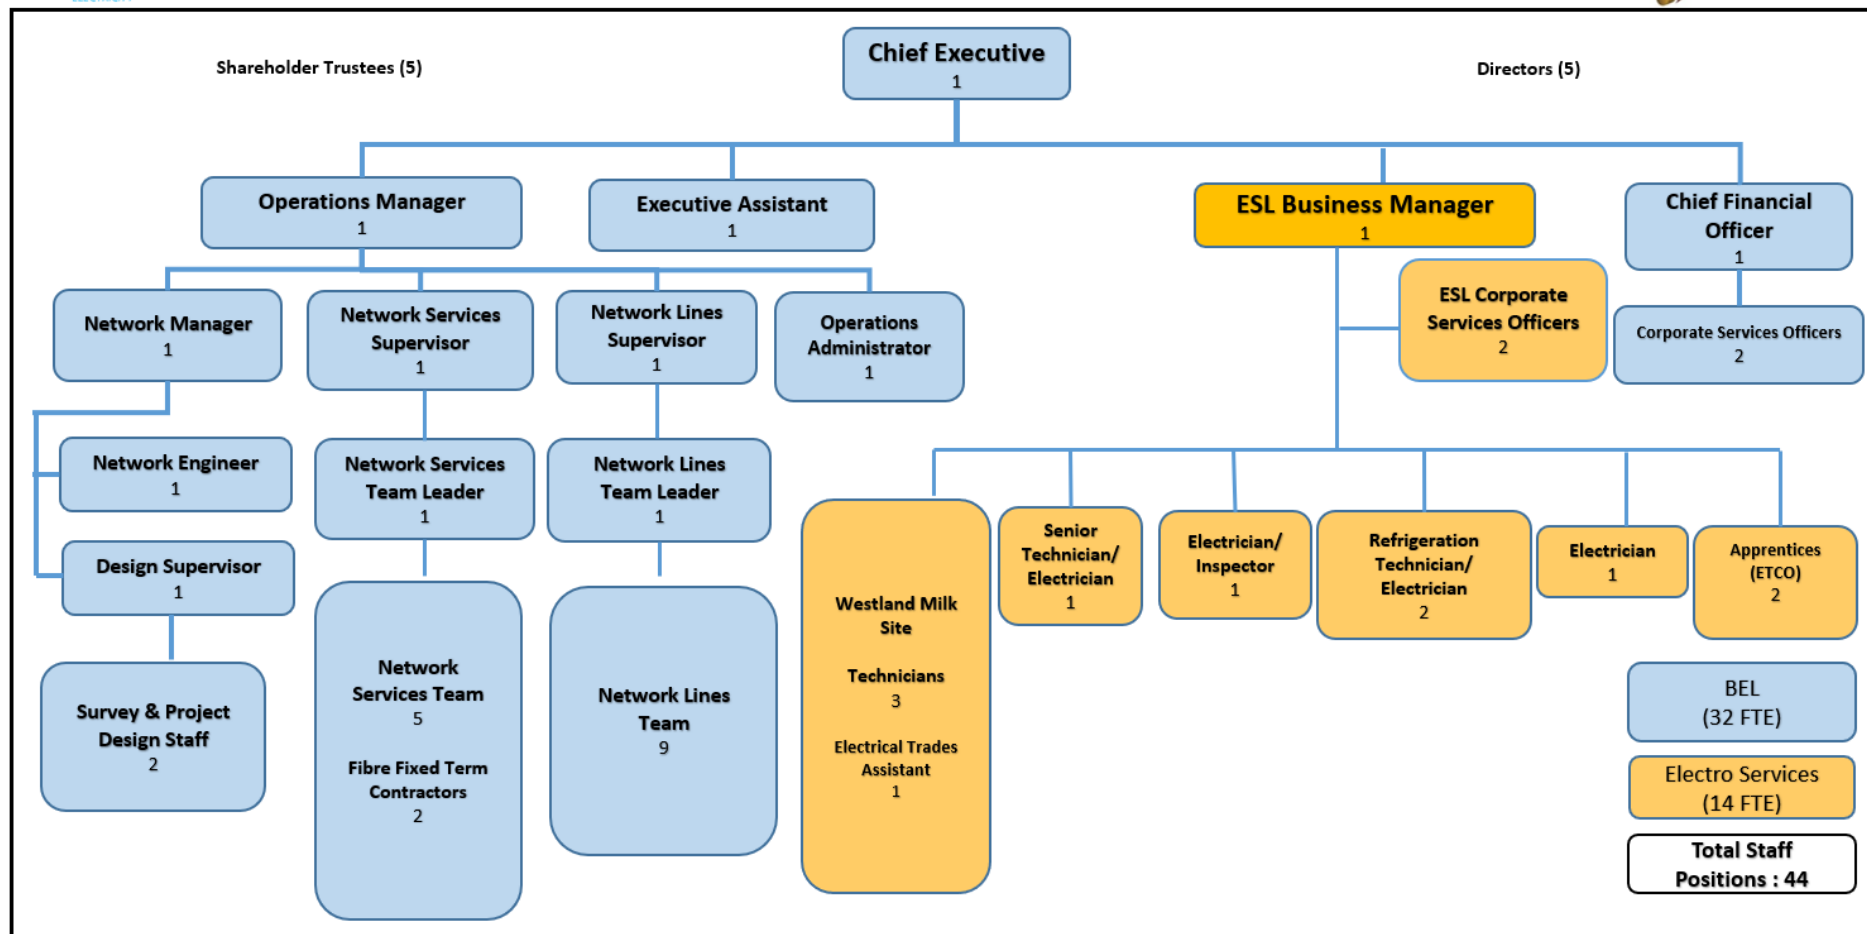 Shareholder Trustees (5)
Chief Executive
1
Directors (5)
Operations Manager
1
Executive Assistant
1
ESL Business Manager
1
Chief Financial
Officer
1
Network Manager
1
Network Services
Supervisor
1
Network Lines
Supervisor
1
Operations
Administrator
1
ESL Corporate
Services Officers
2
Corporate Services Officers
2
Network Engineer
1
Network Services
Team Leader
1
Network Lines
Team Leader
1
Design Supervisor
1
Survey & Project
Design Staff
2
Network
Services Team
5
Fibre Fixed Term
Contractors
2
Network Lines
Team
9
Westland Milk
Site
Technicians
3
Electrical Trades
Assistant
1
Senior
Technician/
Electrician
1
Electrician/
Inspector
1
Refrigeration
Technician/
Electrician
2
Electrician
1
Apprentices
(ETCO)
2
BEL
(32 FTE)
Electro Services
(14 FTE)
Total Staff
Positions : 44